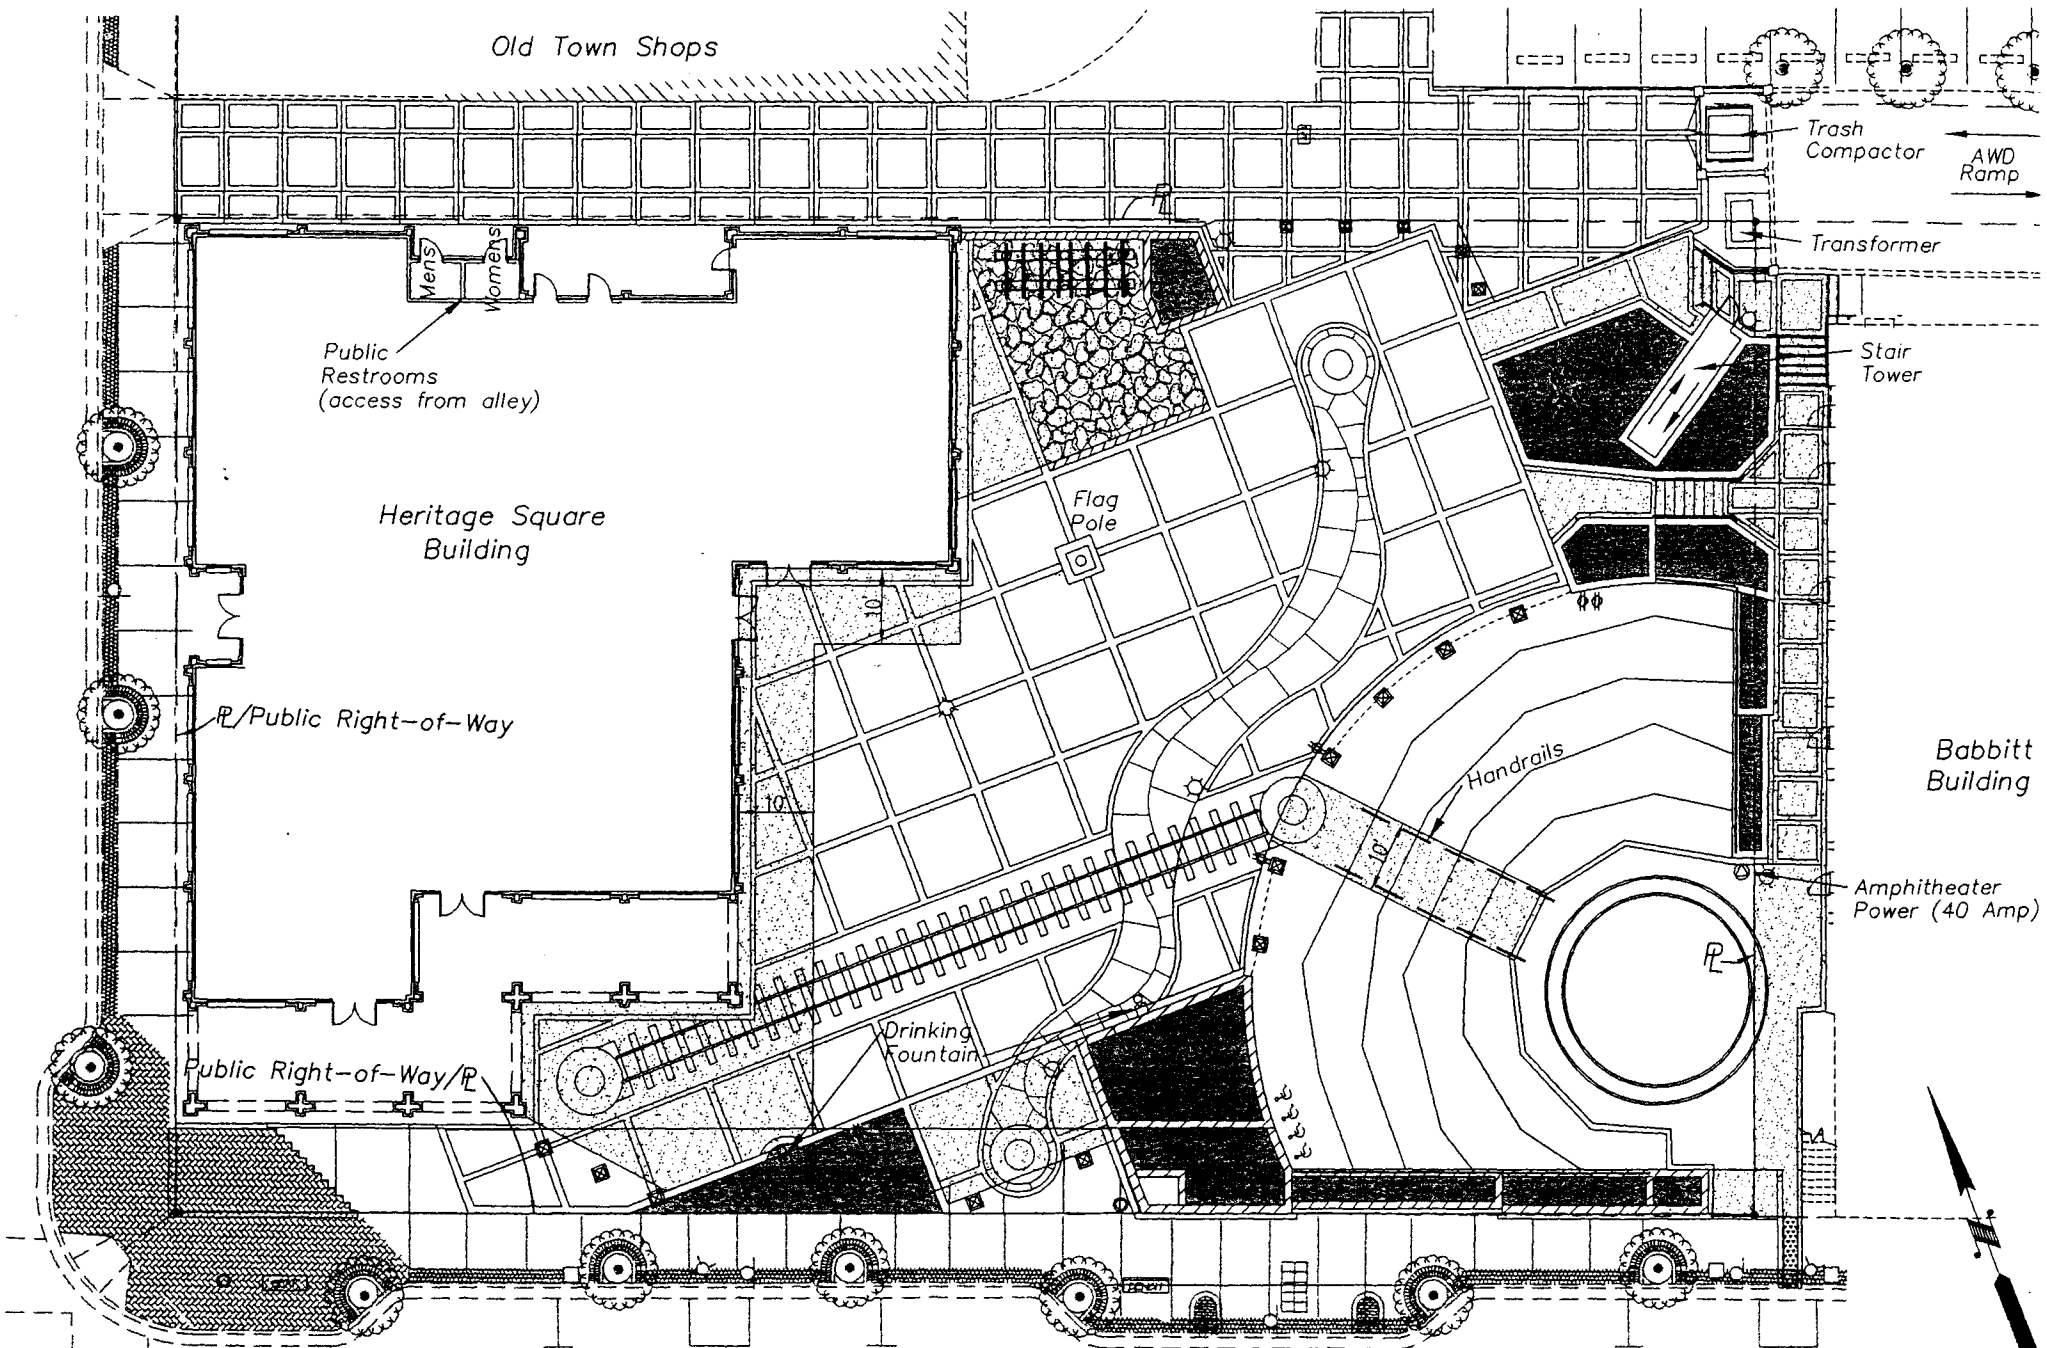 Old Town Shops
Trash
Compactor
AWD
Ramp
PL
Transformer
Mens
Womens
Public
Restrooms
(access from alley)
Stair
Tower
Flag
Pole
Heritage Square
Building
10'
PL/Public Right-of-Way
Handrails
Babbitt
Building
10'
10'
Amphitheater
Power (40 Amp)
PL
Drinking
Fountain
Public Right-of-Way/PL